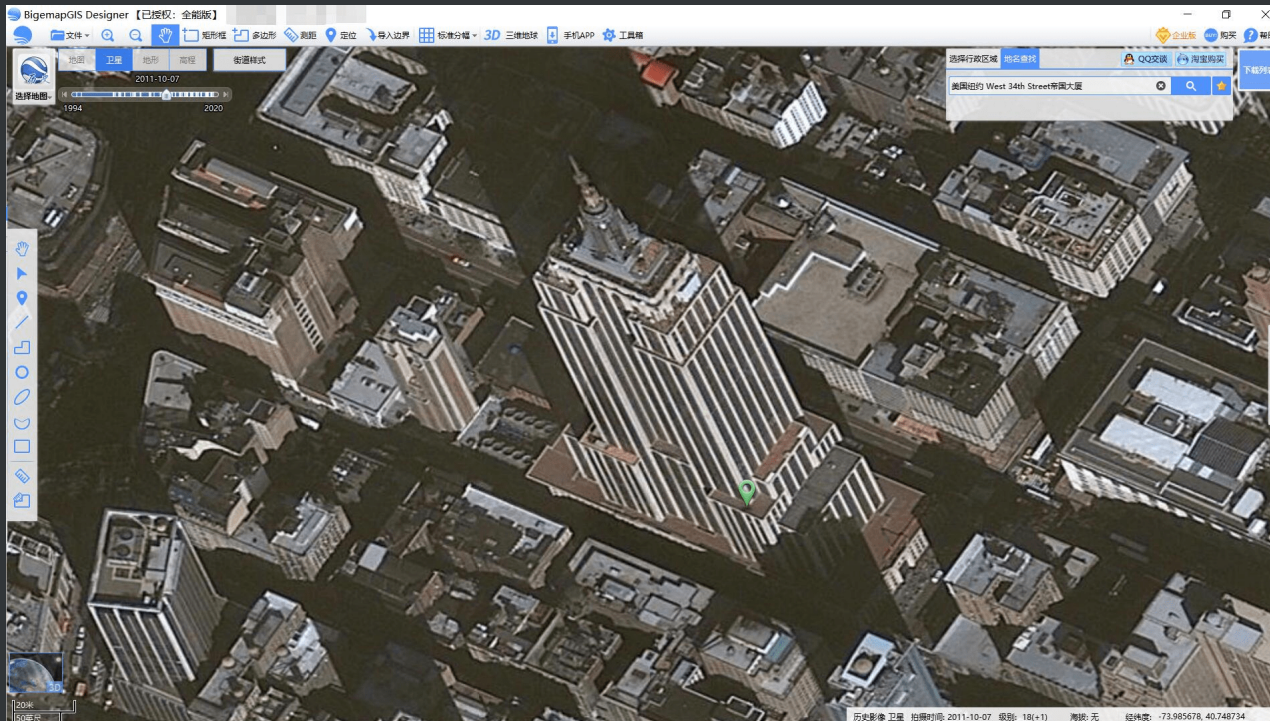 BigemapGIS Designer 【已授权：全能版】
文件 矩形框 多边形 测距 定位 导入边界 标准分幅 3D 三维地球 手机APP 工具箱 企业版 BUY 购买 帮
选择地图 地图 卫星 地形 高程 街道样式
2011-10-07
1994 2020
选择行政区域 地名查找 QQ交谈 淘宝购买
美国纽约 West 34th Street帝国大厦
下载列
3D
20米
50英尺
历史影像 卫星 拍摄时间: 2011-10-07 级别: 18(+1) 海拔: 无 经纬度: -73.985678, 40.748734